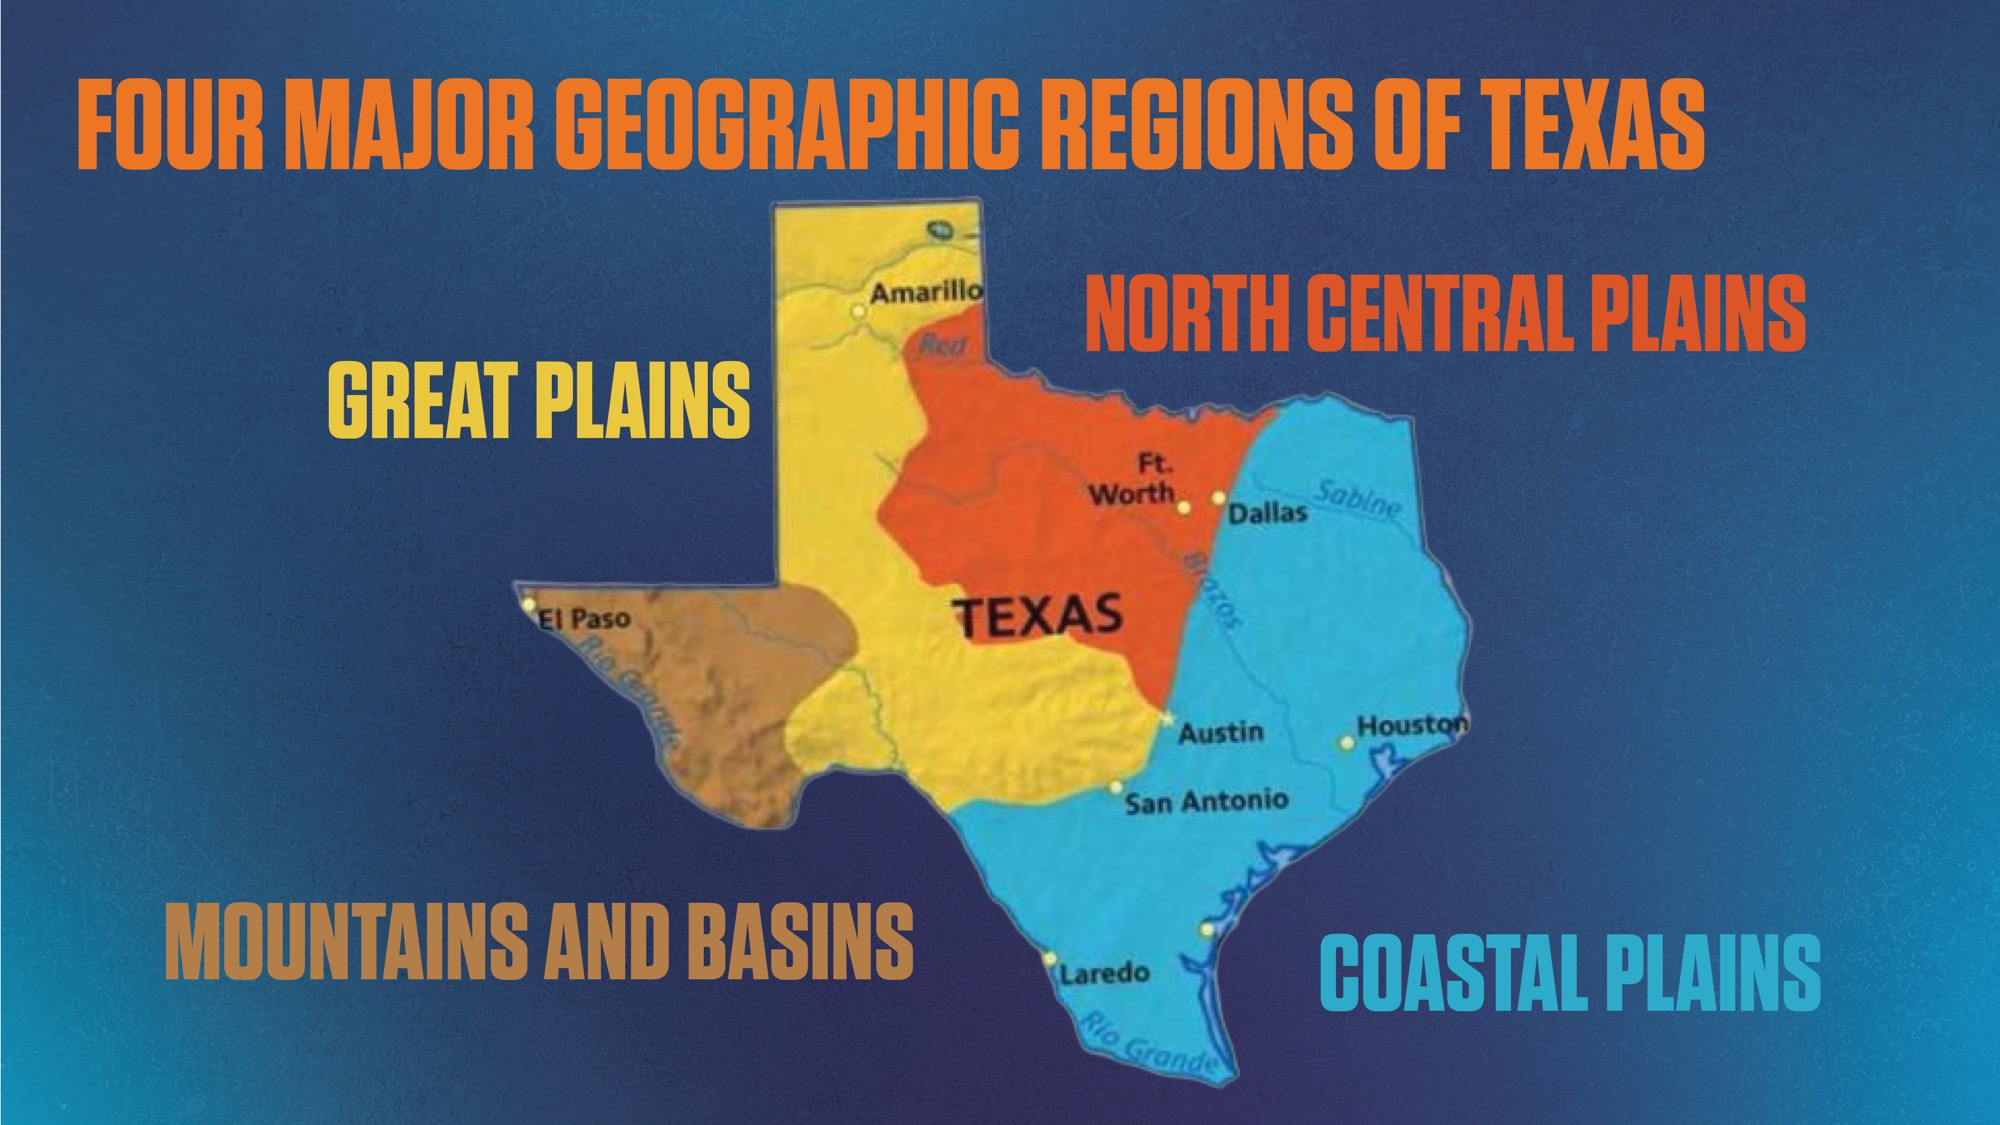 FOUR MAJOR GEOGRAPHIC REGIONS OF TEXAS
Amarillo
NORTH CENTRAL PLAINS
Red
GREAT PLAINS
Ft.
Worth
Dallas
Sabine
Brazos
TEXAS
El Paso
Rio Grande
Austin
Houston
San Antonio
MOUNTAINS AND BASINS
COASTAL PLAINS
Laredo
Rio Grande